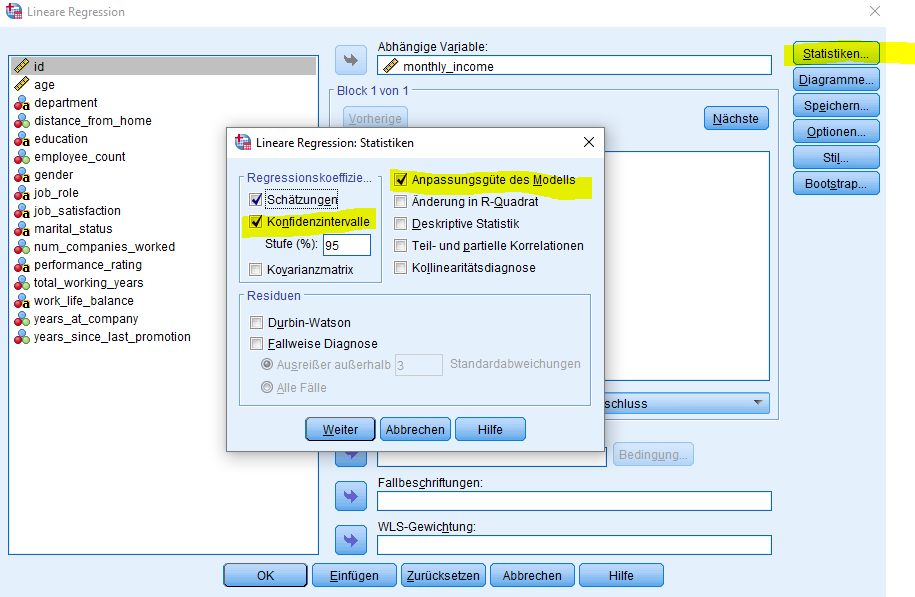 Lineare Regression
Abhängige Variable:
monthly_income
Statistiken...
Diagramme...
Speichern...
Optionen...
Stil...
Bootstrap...
Block 1 von 1
Vorherige
Nächste
id
age
department
distance_from_home
education
employee_count
gender
job_role
job_satisfaction
marital_status
num_companies_worked
performance_rating
total_working_years
work_life_balance
years_at_company
years_since_last_promotion
Lineare Regression: Statistiken
Regressionskoeffizie...
Schätzungen
Konfidenzintervalle
Stufe (%): 95
Kovarianzmatrix
Anpassungsgüte des Modells
Änderung in R-Quadrat
Deskriptive Statistik
Teil- und partielle Korrelationen
Kollinearitätsdiagnose
Residuen
Durbin-Watson
Fallweise Diagnose
Ausreißer außerhalb 3 Standardabweichungen
Alle Fälle
Weiter
Abbrechen
Hilfe
schluss
Bedingung...
Fallbeschriftungen:
WLS-Gewichtung:
OK
Einfügen
Zurücksetzen
Abbrechen
Hilfe